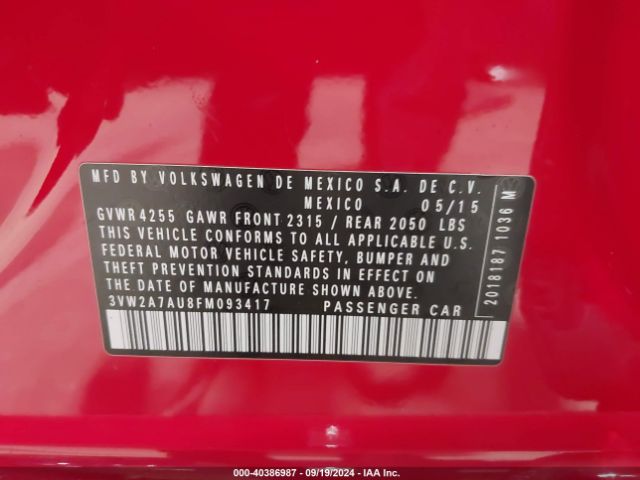 MFD BY VOLKSWAGEN DE MEXICO S.A. DE C.V.
MEXICO 05/15
GVWR 4255 GAWR FRONT 2315 / REAR 2050 LBS
THIS VEHICLE CONFORMS TO ALL APPLICABLE U.S.
FEDERAL MOTOR VEHICLE SAFETY, BUMPER AND
THEFT PREVENTION STANDARDS IN EFFECT ON
THE DATE OF MANUFACTURE SHOWN ABOVE.
3VW2A7AU8FM093417 PASSENGER CAR
2018187 1036 M
000-40386987 - 09/19/2024 - IAA Inc.